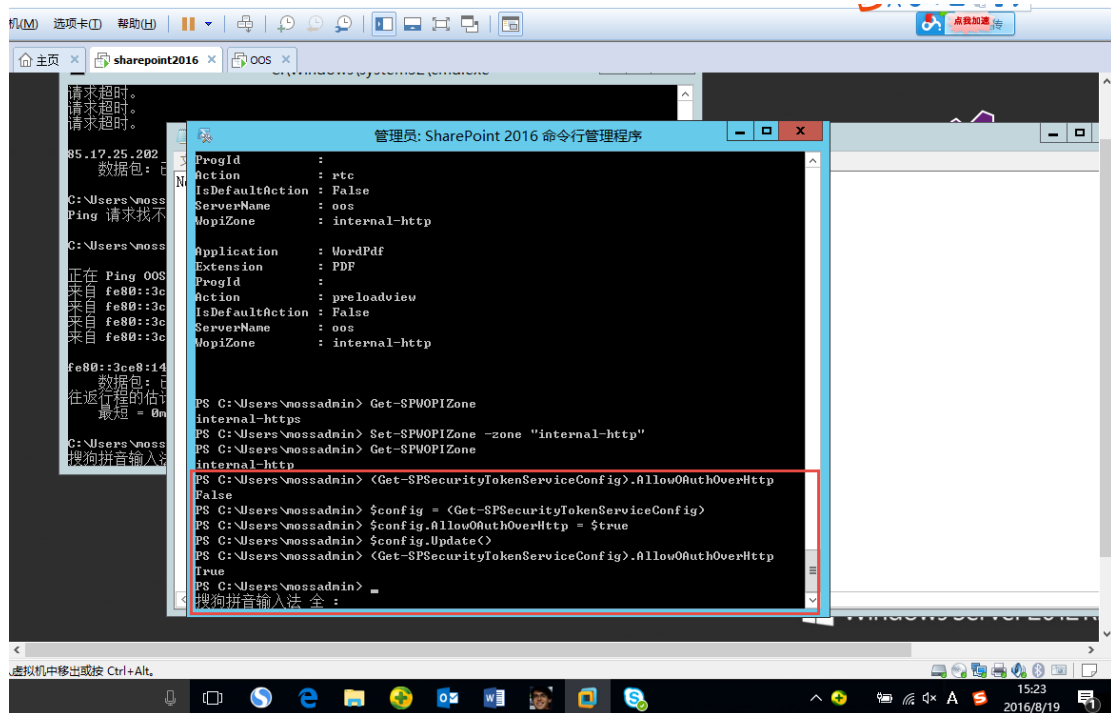 机(M) 选项卡(T) 帮助(H)
点我加速 传
主页 × sharepoint2016 × OOS ×
请求超时。
请求超时。
请求超时。
85.17.25.202
数据包: 已
C:\Users\moss
Ping 请求找不
C:\Users\moss
正在 Ping OOS
来自 fe80::3c
来自 fe80::3c
来自 fe80::3c
来自 fe80::3c
fe80::3ce8:14
数据包: 已
往返行程的估计
最短 = 0m
C:\Users\moss
搜狗拼音输入法
管理员: SharePoint 2016 命令行管理程序
ProgId :
Action : rtc
IsDefaultAction : False
ServerName : oos
WopiZone : internal-http
Application : WordPdf
Extension : PDF
ProgId :
Action : preloadview
IsDefaultAction : False
ServerName : oos
WopiZone : internal-http
PS C:\Users\mossadmin> Get-SPWOPIZone
internal-https
PS C:\Users\mossadmin> Set-SPWOPIZone -zone "internal-http"
PS C:\Users\mossadmin> Get-SPWOPIZone
internal-http
PS C:\Users\mossadmin> (Get-SPSecurityTokenServiceConfig).AllowOAuthOverHttp
False
PS C:\Users\mossadmin> $config = (Get-SPSecurityTokenServiceConfig)
PS C:\Users\mossadmin> $config.AllowOAuthOverHttp = $true
PS C:\Users\mossadmin> $config.Update()
PS C:\Users\mossadmin> (Get-SPSecurityTokenServiceConfig).AllowOAuthOverHttp
True
PS C:\Users\mossadmin>
搜狗拼音输入法 全 :
虚拟机中移出或按 Ctrl+Alt。
A
15:23
2016/8/19